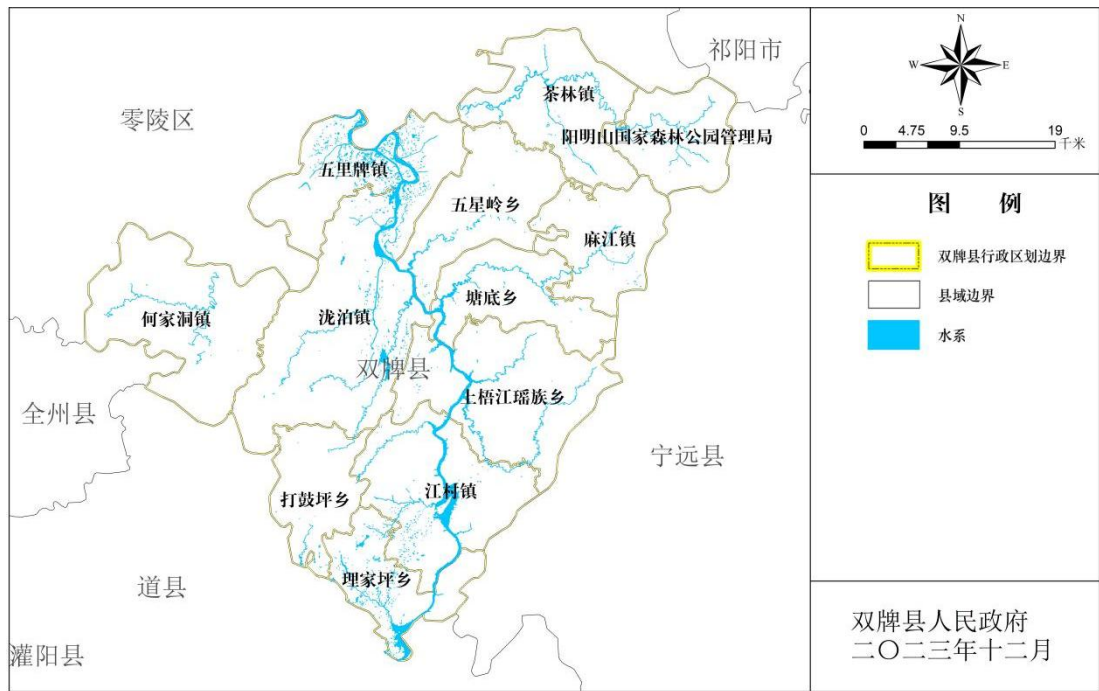 祁阳市
零陵区
茶林镇
阳明山国家森林公园管理局
五里牌镇
五星岭乡
麻江镇
塘底乡
何家洞镇
泷泊镇
双牌县
上梧江瑶族乡
全州县
宁远县
江村镇
打鼓坪乡
理家坪乡
道县
灌阳县
N
W
E
S
0 4.75 9.5 19
千米
图 例
双牌县行政区划边界
县域边界
水系
双牌县人民政府
二〇二三年十二月